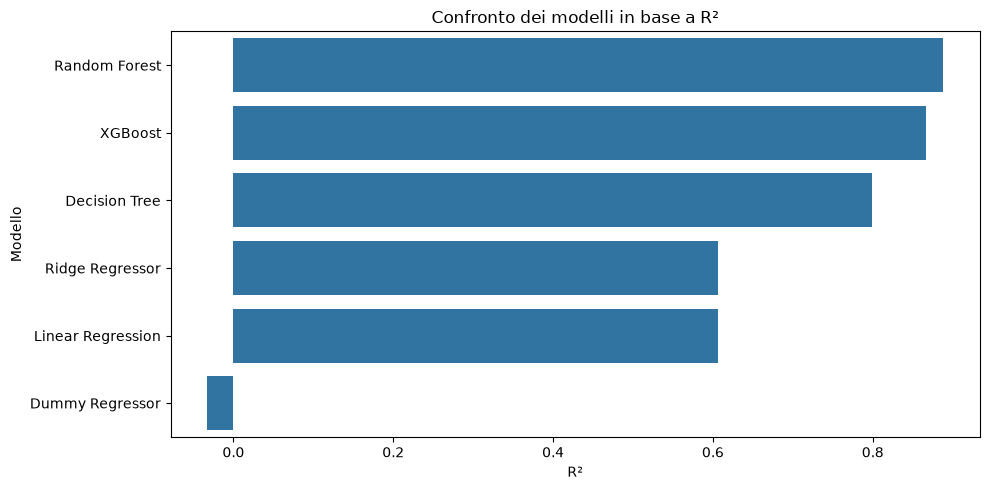 Confronto dei modelli in base a R²
Modello
Random Forest
XGBoost
Decision Tree
Ridge Regressor
Linear Regression
Dummy Regressor
0.0 0.2 0.4 0.6 0.8
R²